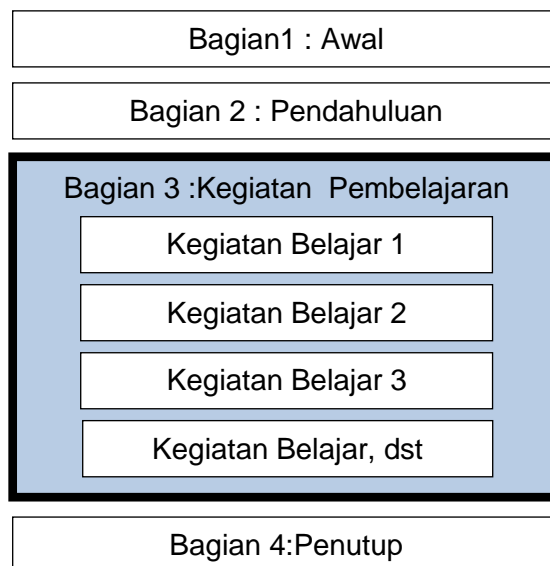 Bagian1 : Awal
Bagian 2 : Pendahuluan
Bagian 3 :Kegiatan  Pembelajaran
Kegiatan Belajar 1
Kegiatan Belajar 2
Kegiatan Belajar 3
Kegiatan Belajar, dst
Bagian 4:Penutup